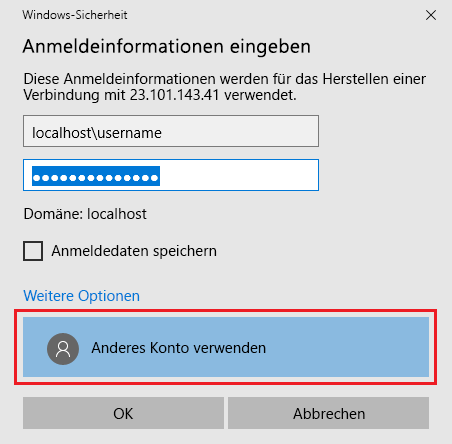 Windows-Sicherheit
Anmeldeinformationen eingeben
Diese Anmeldeinformationen werden für das Herstellen einer
Verbindung mit 23.101.143.41 verwendet.
localhost\username
••••••••••••••
Domäne: localhost
Anmeldedaten speichern
Weitere Optionen
Anderes Konto verwenden
OK
Abbrechen